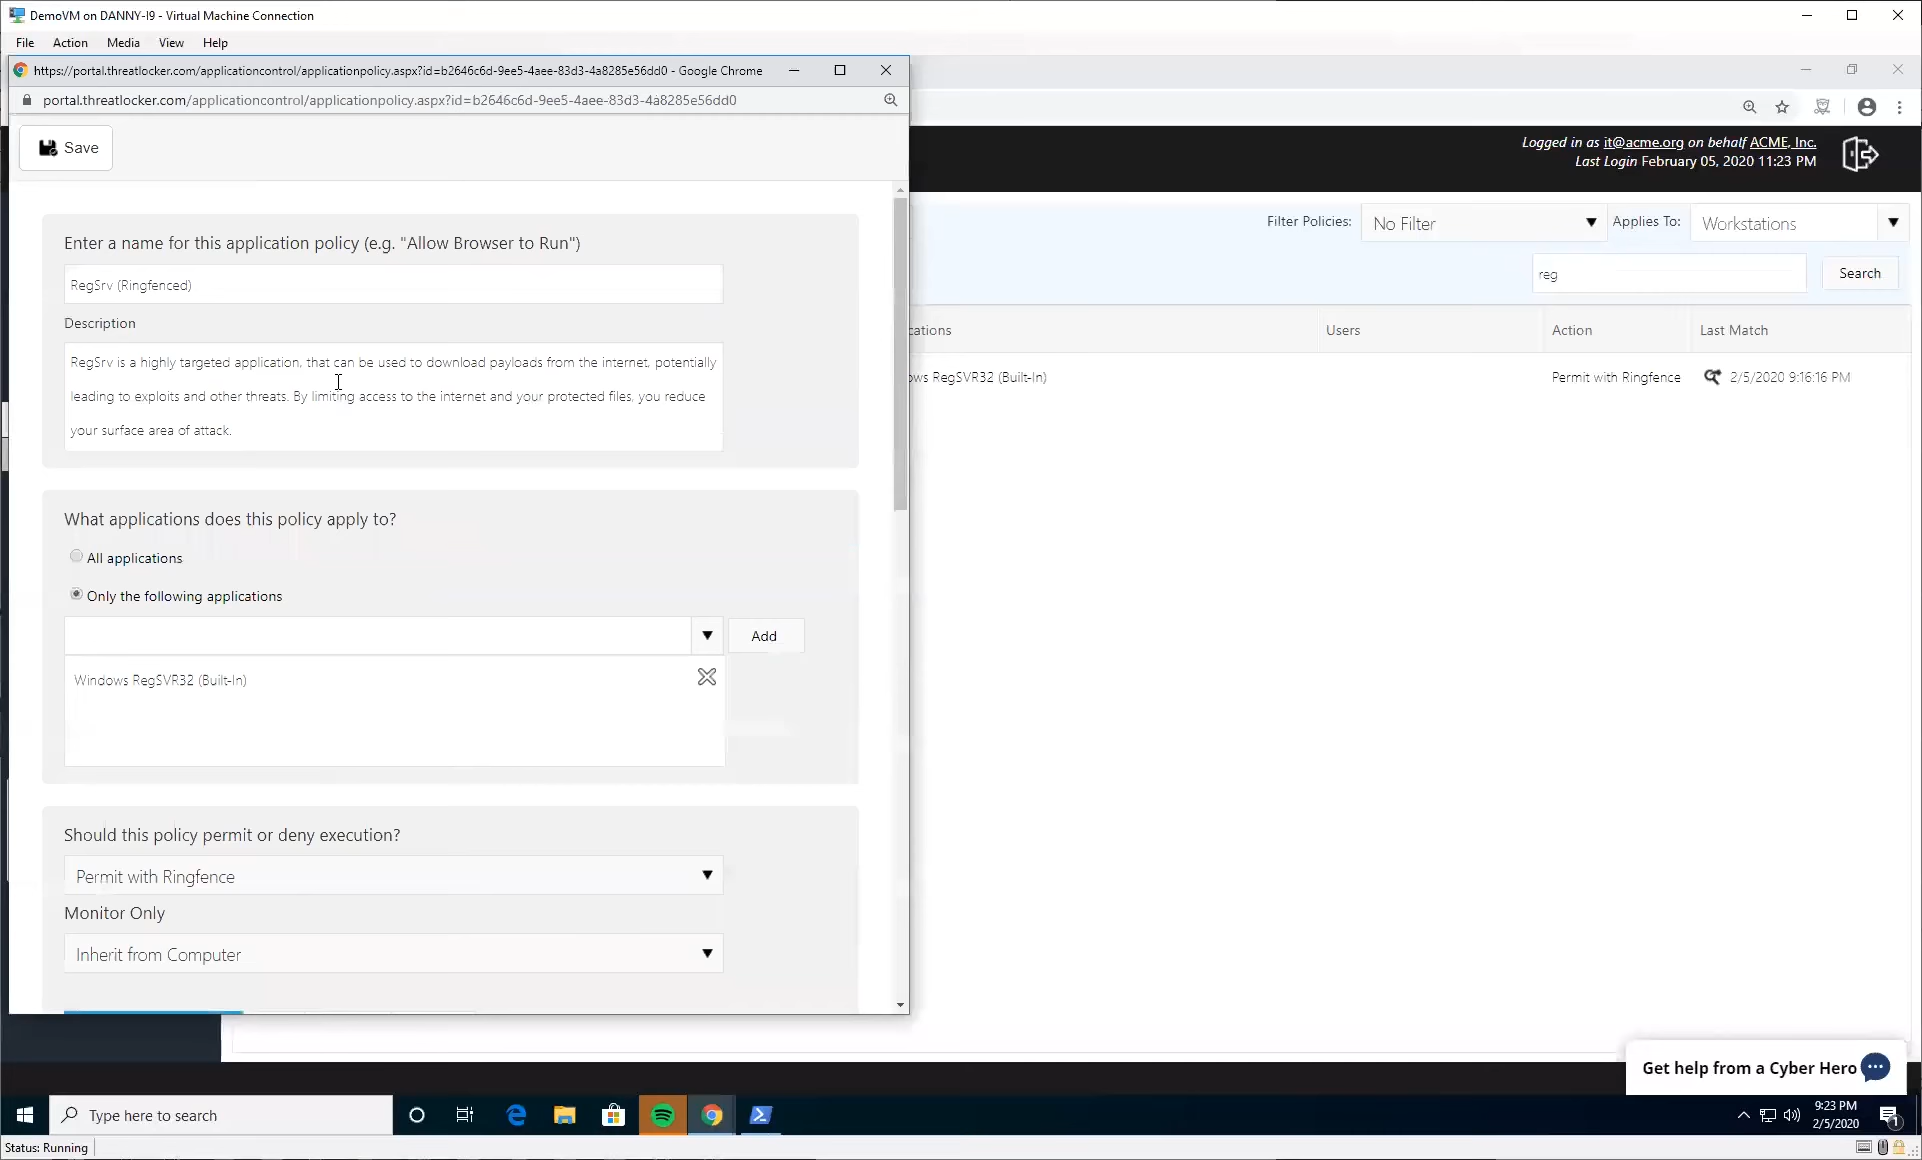 DemoVM on DANNY-I9 - Virtual Machine Connection
File Action Media View Help
https://portal.threatlocker.com/applicationcontrol/applicationpolicy.aspx?id=b2646c6d-9ee5-4aee-83d3-4a8285e56dd0 - Google Chrome
portal.threatlocker.com/applicationcontrol/applicationpolicy.aspx?id=b2646c6d-9ee5-4aee-83d3-4a8285e56dd0
Save
Logged in as it@acme.org on behalf ACME, Inc.
Last Login February 05, 2020 11:23 PM
Filter Policies: No Filter Applies To: Workstations
reg Search
cations Users Action Last Match
ows RegSVR32 (Built-In) Permit with Ringfence 2/5/2020 9:16:16 PM
Enter a name for this application policy (e.g. "Allow Browser to Run")
RegSrv (Ringfenced)
Description
RegSrv is a highly targeted application, that can be used to download payloads from the internet, potentially
leading to exploits and other threats. By limiting access to the internet and your protected files, you reduce
your surface area of attack.
What applications does this policy apply to?
All applications
Only the following applications
Add
Windows RegSVR32 (Built-In)
Should this policy permit or deny execution?
Permit with Ringfence
Monitor Only
Inherit from Computer
Get help from a Cyber Hero
Type here to search
9:23 PM
2/5/2020
1
Status: Running